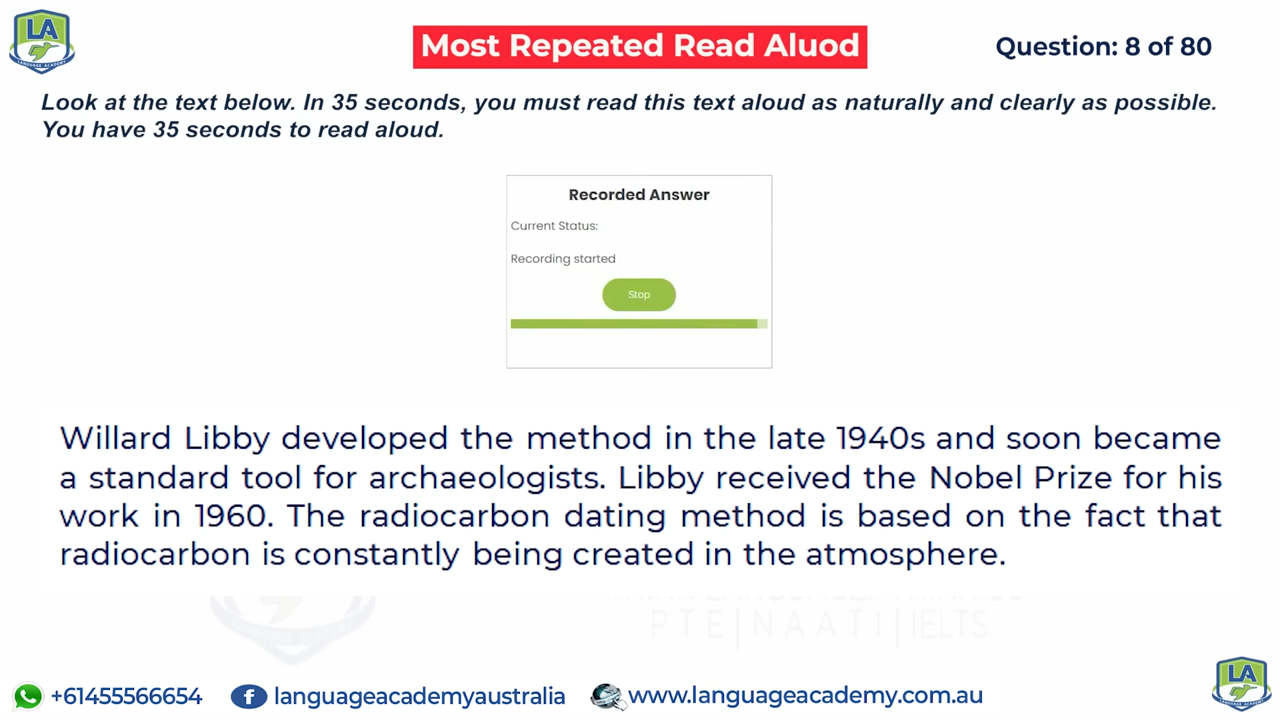 LA
LANGUAGE ACADEMY
Most Repeated Read Aluod
Question: 8 of 80
Look at the text below. In 35 seconds, you must read this text aloud as naturally and clearly as possible.
You have 35 seconds to read aloud.
Recorded Answer
Current Status:
Recording started
Stop
Willard Libby developed the method in the late 1940s and soon became
a standard tool for archaeologists. Libby received the Nobel Prize for his
work in 1960. The radiocarbon dating method is based on the fact that
radiocarbon is constantly being created in the atmosphere.
PTE|NAATI|IELTS
+61455566654
languageacademyaustralia
www.languageacademy.com.au
LA